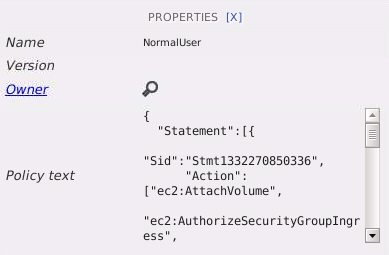 PROPERTIES [X]
Name NormalUser
Version
Owner
Policy text
{
"Statement":[{
"Sid":"Stmt1332270850336",
"Action":
["ec2:AttachVolume",
"ec2:AuthorizeSecurityGroupIngr
ess",